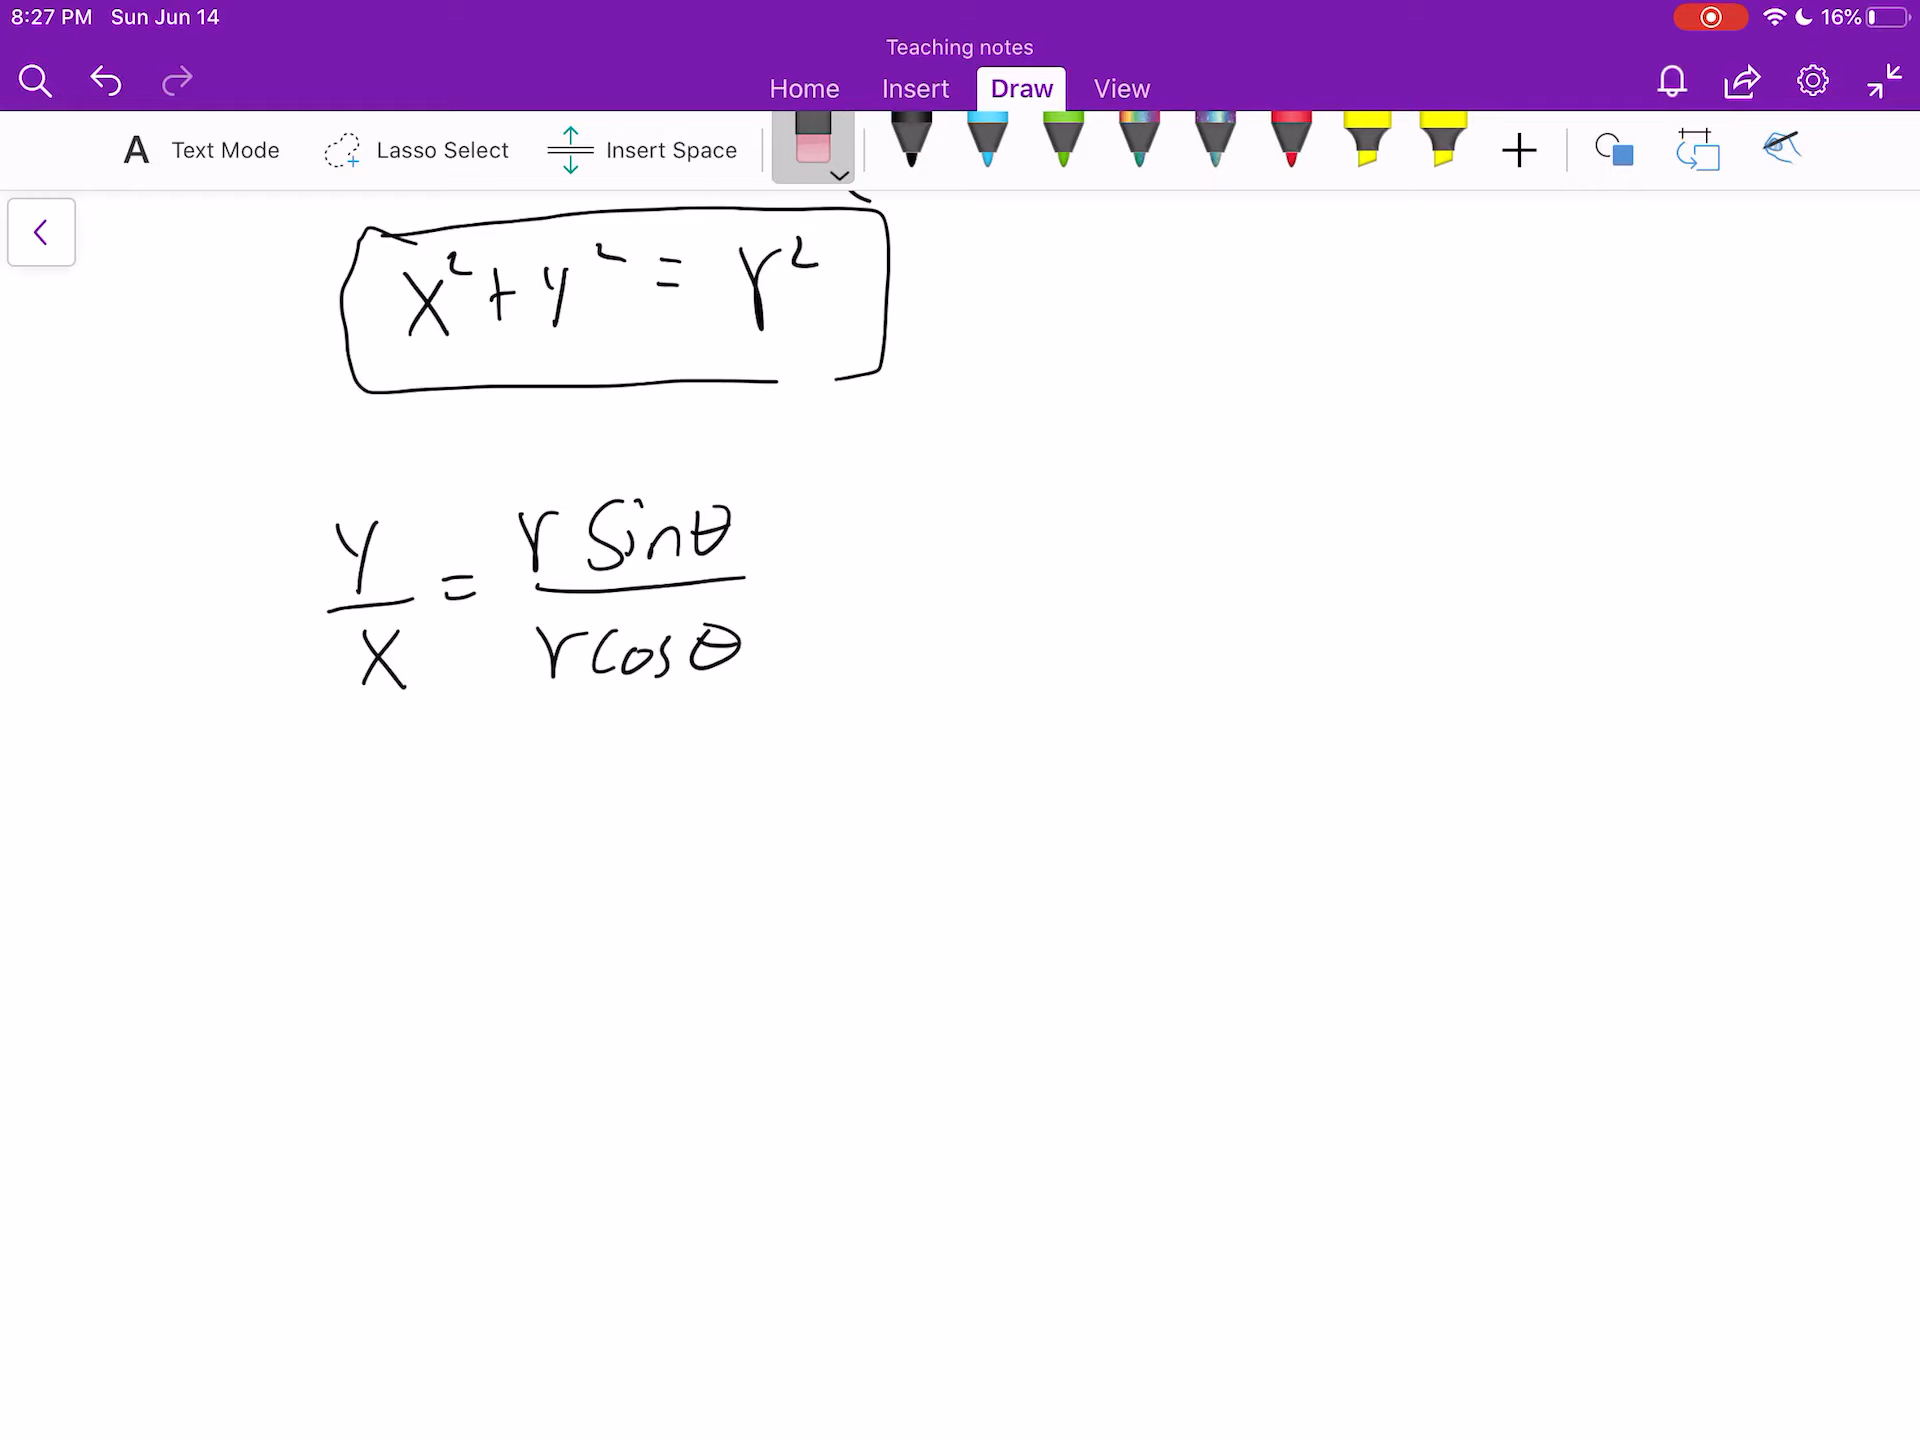 8:27 PM Sun Jun 14 16%
Teaching notes
Home Insert Draw View
A Text Mode Lasso Select Insert Space
x² + y² = r²
y/x = r sinθ / r cosθ